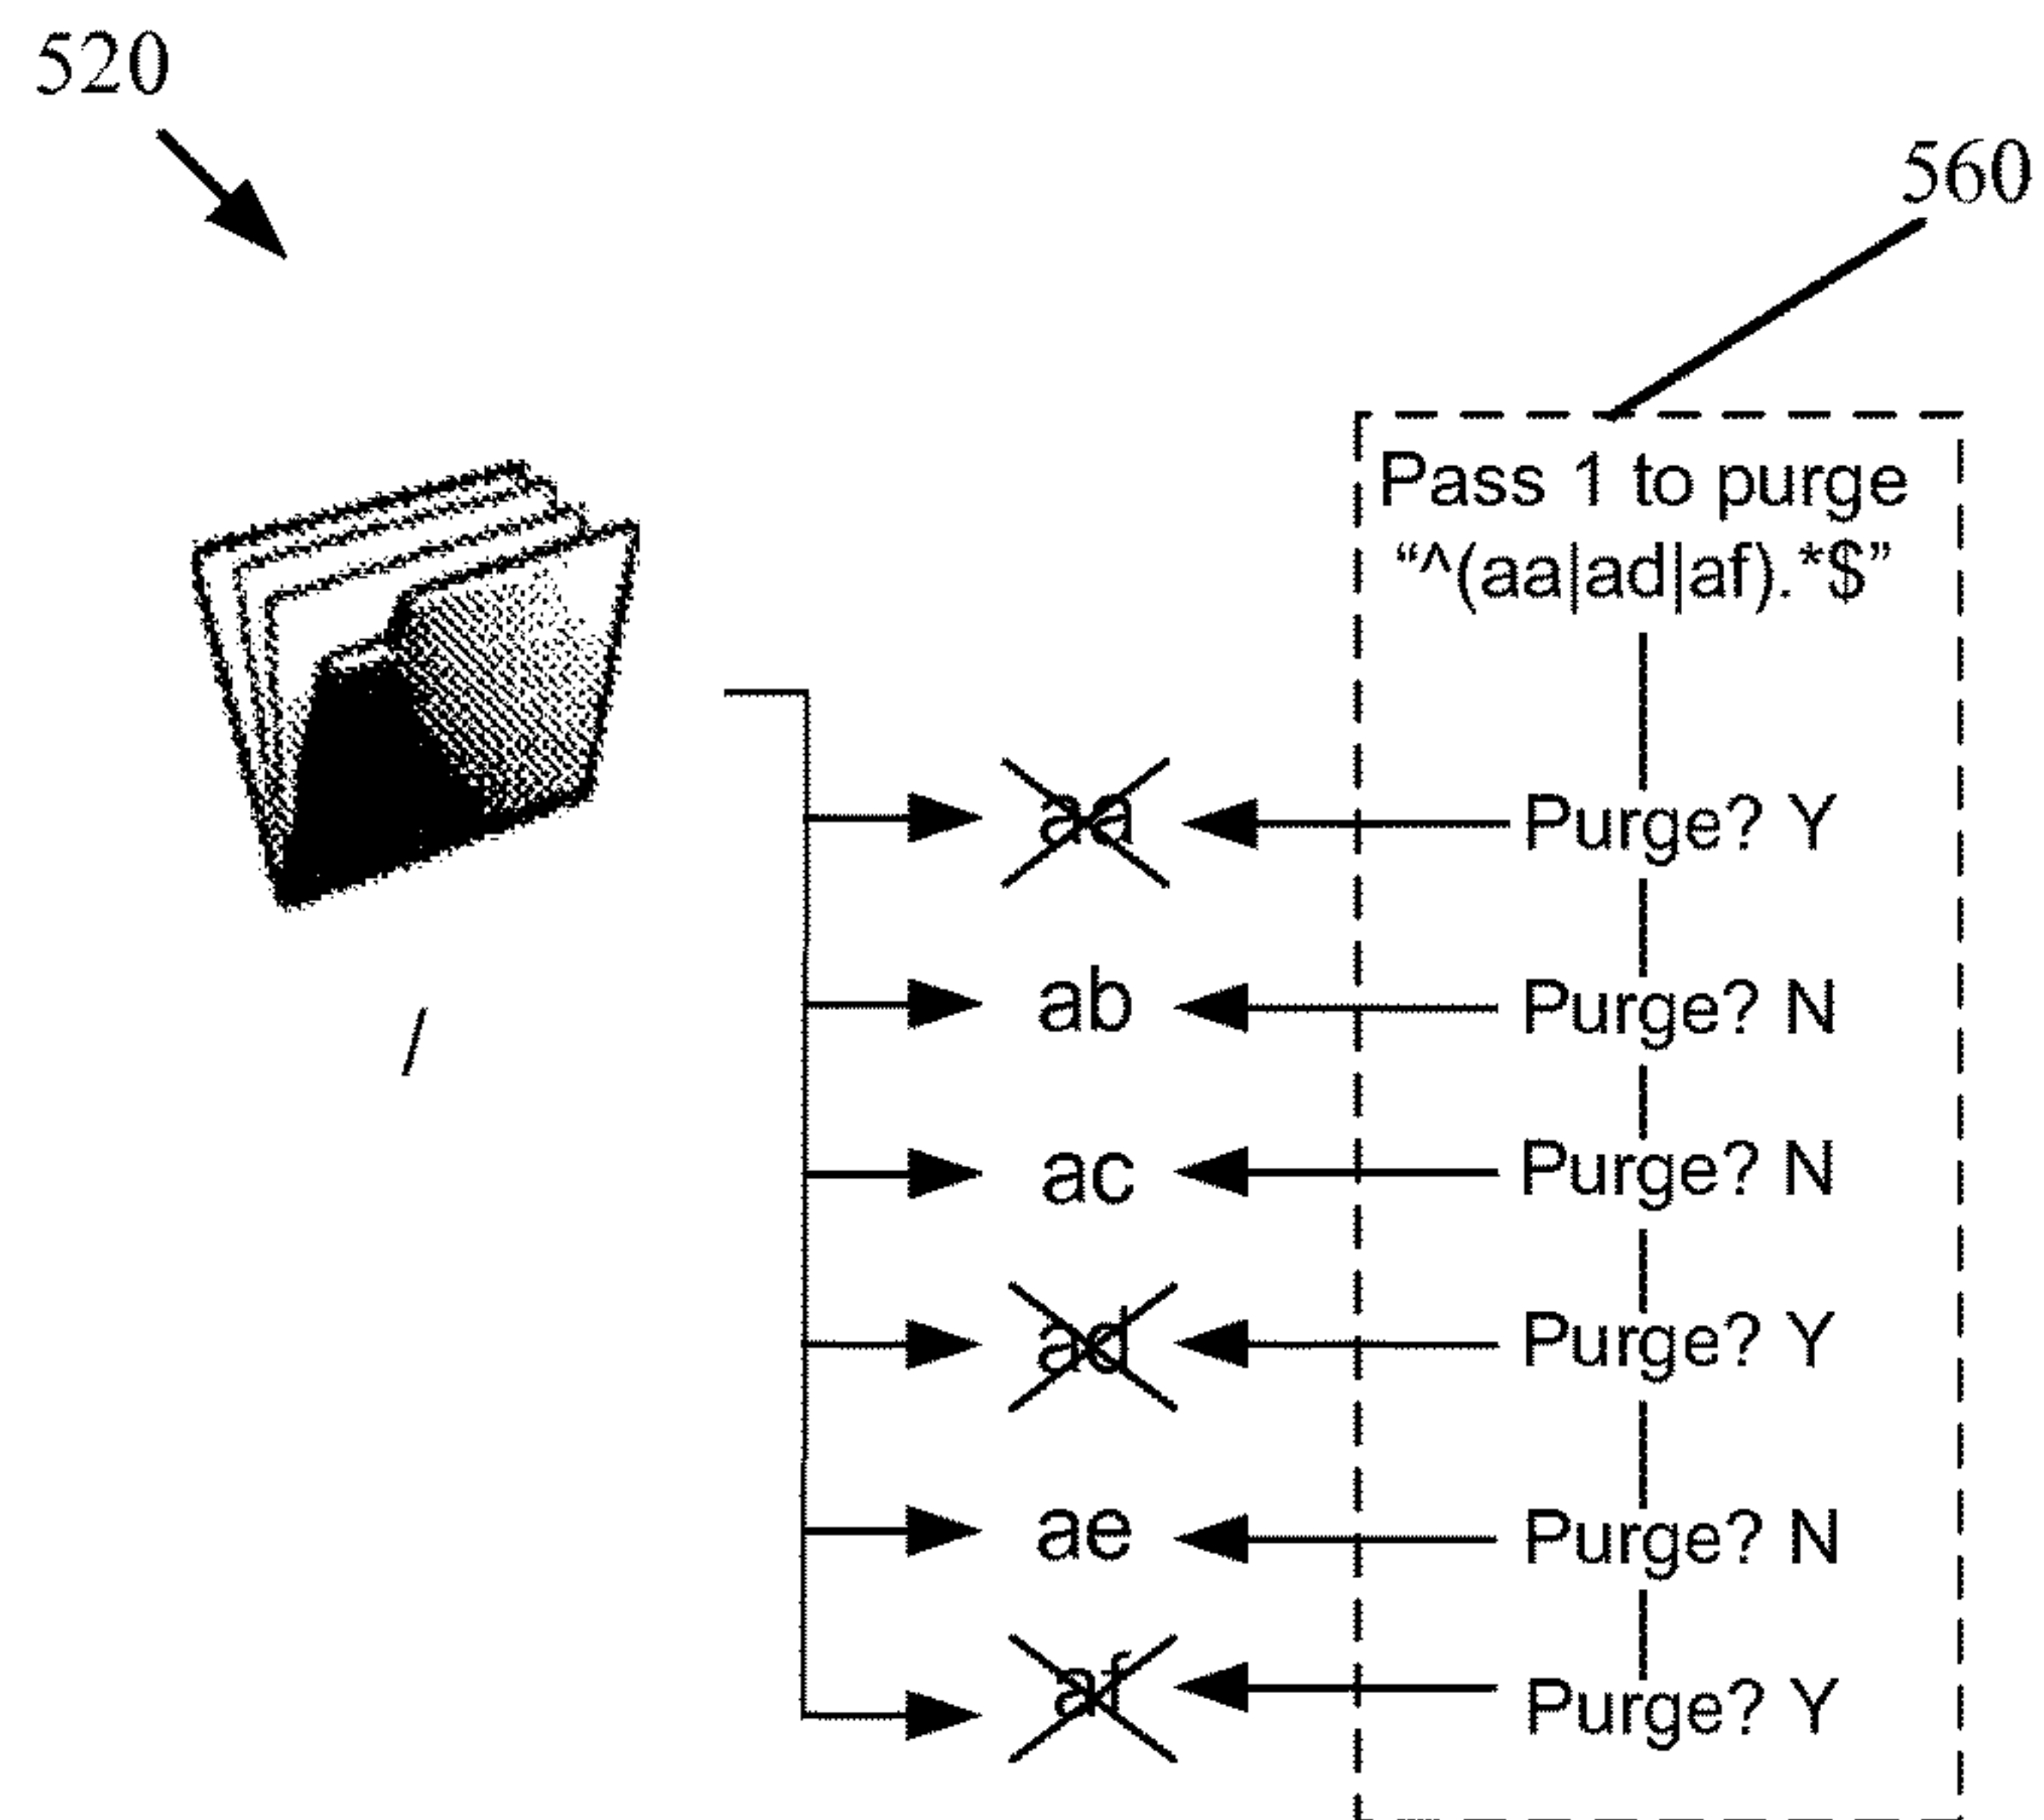 520
560
Pass 1 to purge
“^(aa|ad|af).*$”
aa Purge? Y
ab Purge? N
/
ac Purge? N
ad Purge? Y
ae Purge? N
af Purge? Y